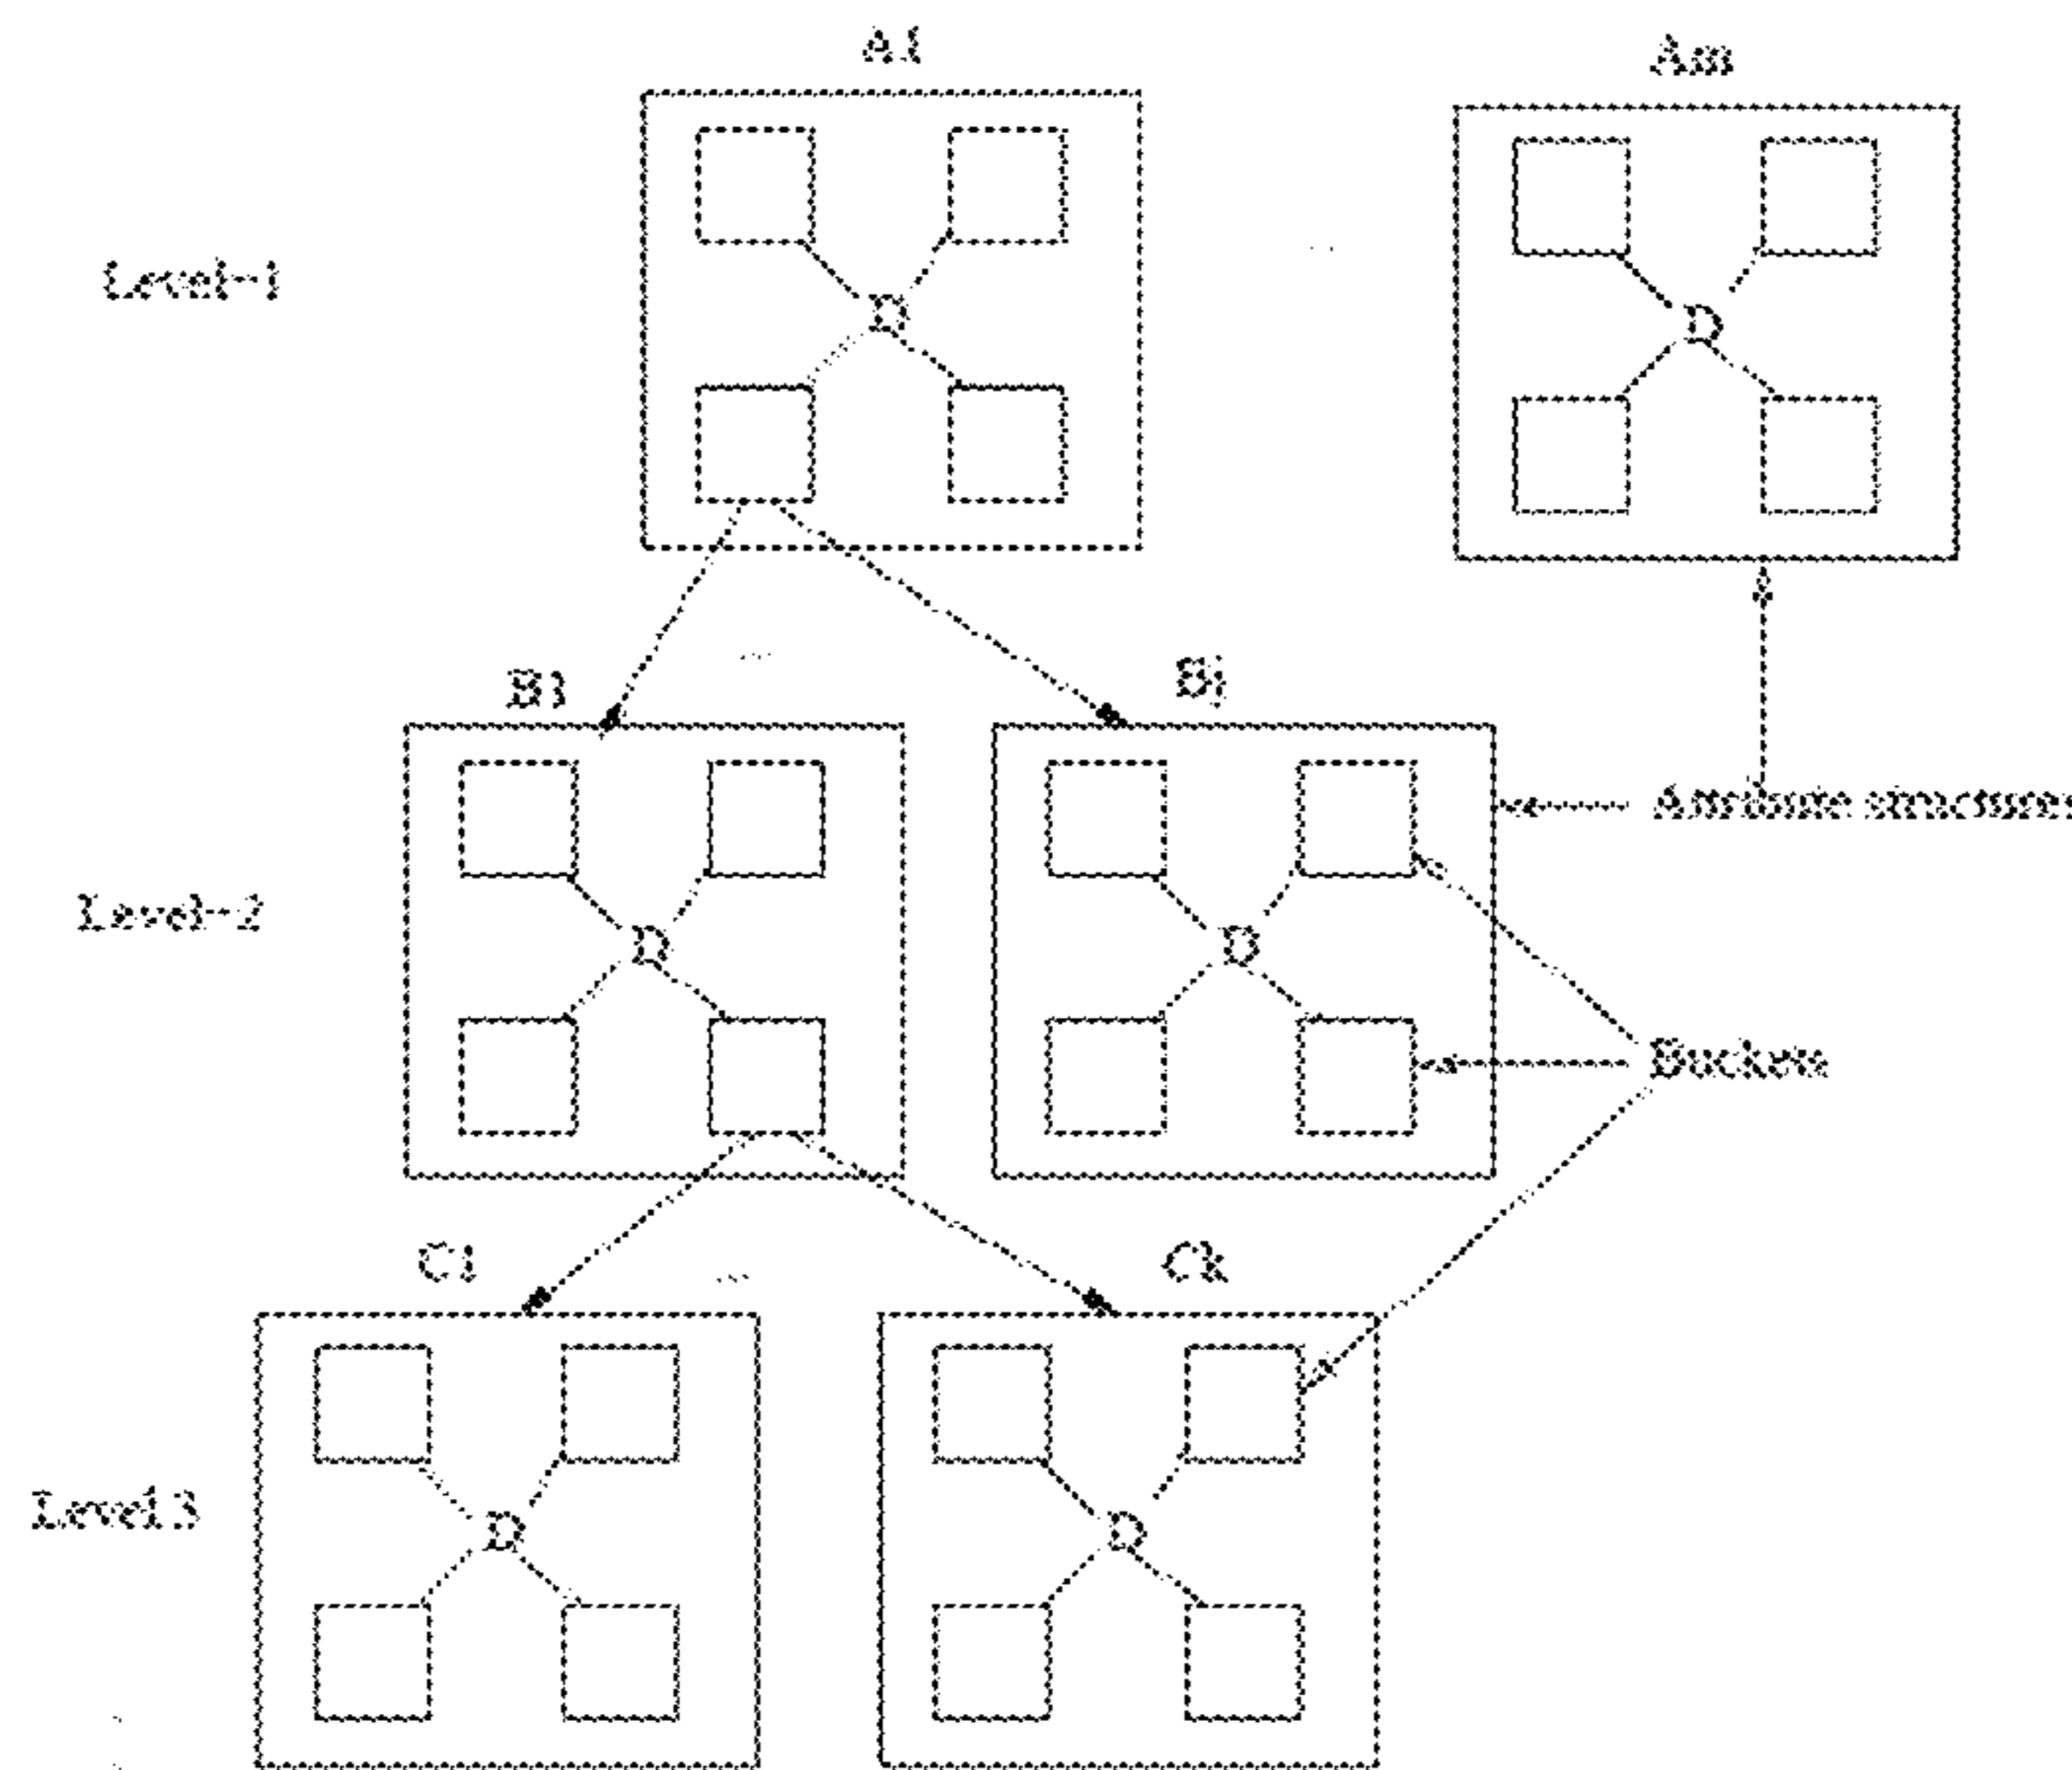 A1
Am
Level-1
D
D
B1
Bj
Attribute structures
Level-2
D
D
Buckets
C1
Ck
Level 3
D
D